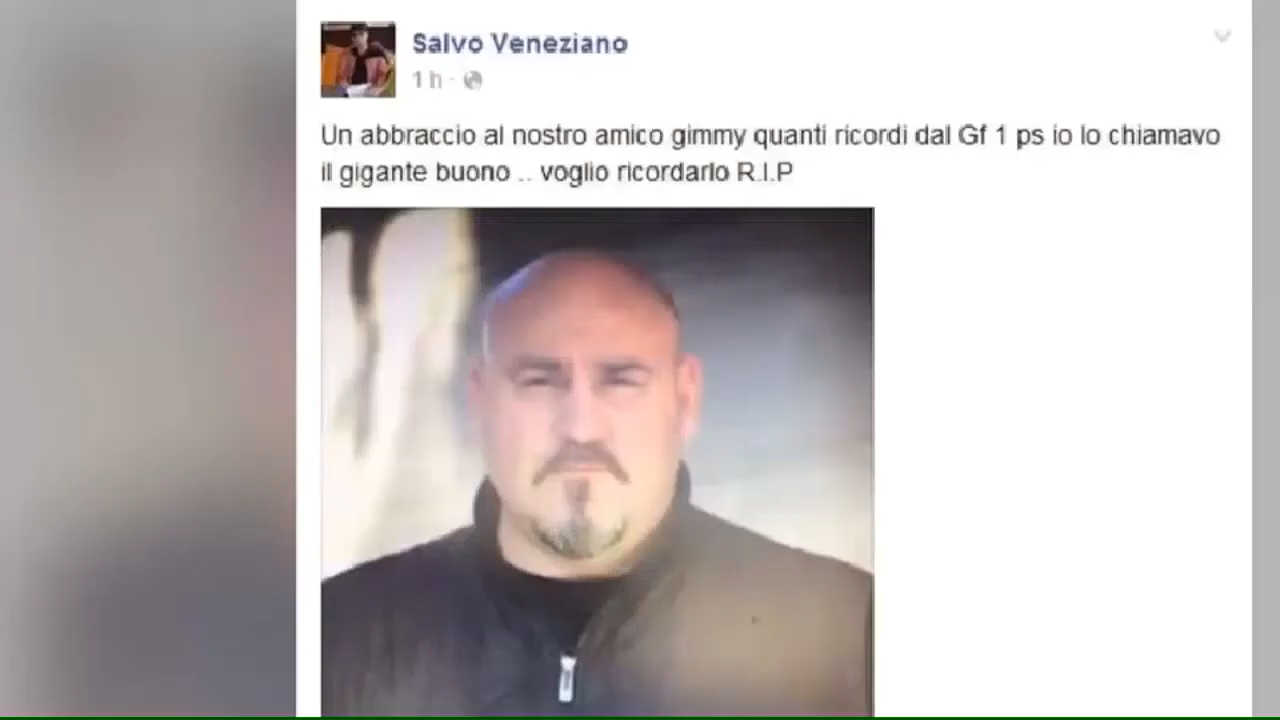 Salvo Veneziano
1 h ·
Un abbraccio al nostro amico gimmy quanti ricordi dal Gf 1 ps io lo chiamavo
il gigante buono .. voglio ricordarlo R.I.P